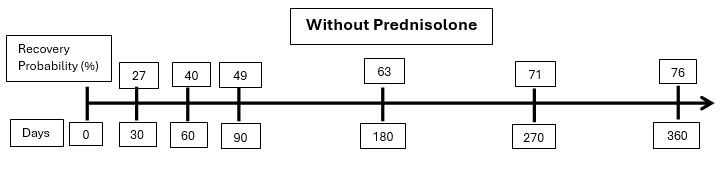 Without Prednisolone
Recovery
Probability (%)
27 40 49 63 71 76
Days 0 30 60 90 180 270 360